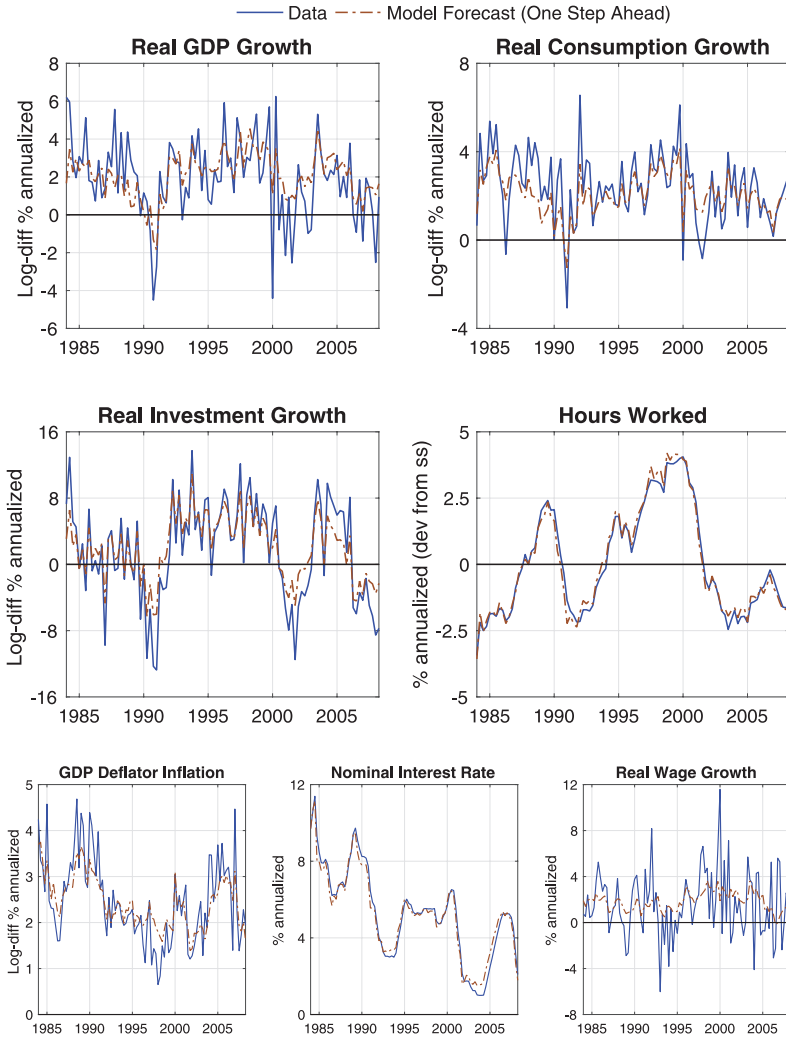 Data Model Forecast (One Step Ahead)
Real GDP Growth
Log-diff % annualized
8
6
4
2
0
-2
-4
-6
1985 1990 1995 2000 2005
Real Consumption Growth
Log-diff % annualized
8
4
0
-4
1985 1990 1995 2000 2005
Real Investment Growth
Log-diff % annualized
16
8
0
-8
-16
1985 1990 1995 2000 2005
Hours Worked
% annualized (dev from ss)
5
2.5
0
-2.5
-5
1985 1990 1995 2000 2005
GDP Deflator Inflation
Log-diff % annualized
5
4
3
2
1
0
1985 1990 1995 2000 2005
Nominal Interest Rate
% annualized
12
8
4
0
1985 1990 1995 2000 2005
Real Wage Growth
% annualized
12
8
4
0
-4
-8
1985 1990 1995 2000 2005